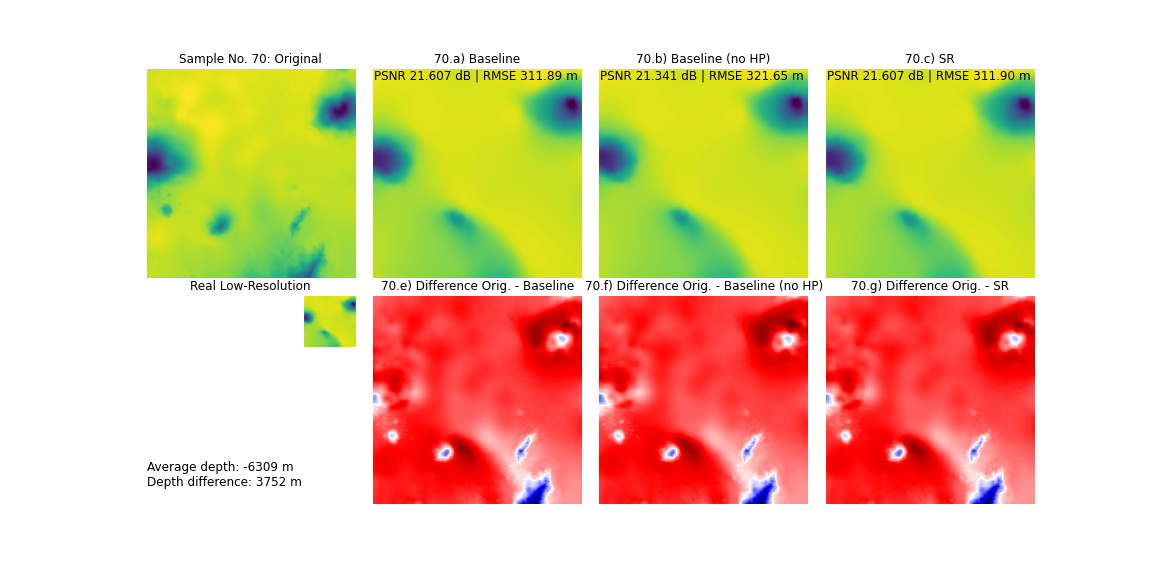 Sample No. 70: Original
70.a) Baseline
70.b) Baseline (no HP)
70.c) SR
PSNR 21.607 dB | RMSE 311.89 m
PSNR 21.341 dB | RMSE 321.65 m
PSNR 21.607 dB | RMSE 311.90 m
Real Low-Resolution
70.e) Difference Orig. - Baseline
70.f) Difference Orig. - Baseline (no HP)
70.g) Difference Orig. - SR
Average depth: -6309 m
Depth difference: 3752 m